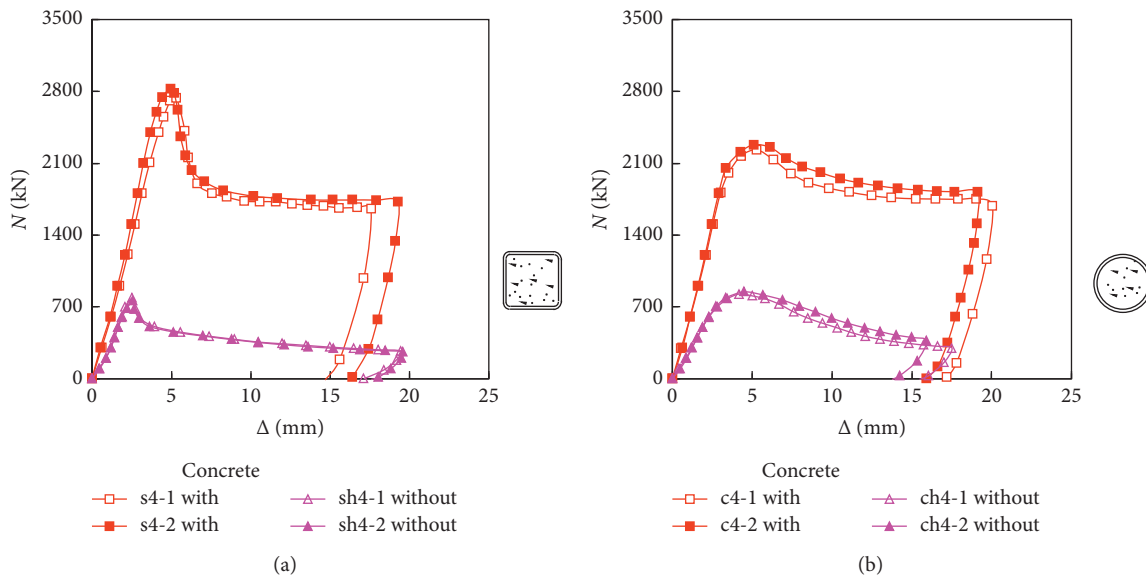 3500
2800
2100
1400
700
0
N (kN)
0 5 10 15 20 25
Δ (mm)
Concrete
s4-1 with sh4-1 without
s4-2 with sh4-2 without
(a)
3500
2800
2100
1400
700
0
N (kN)
0 5 10 15 20 25
Δ (mm)
Concrete
c4-1 with ch4-1 without
c4-2 with ch4-2 without
(b)